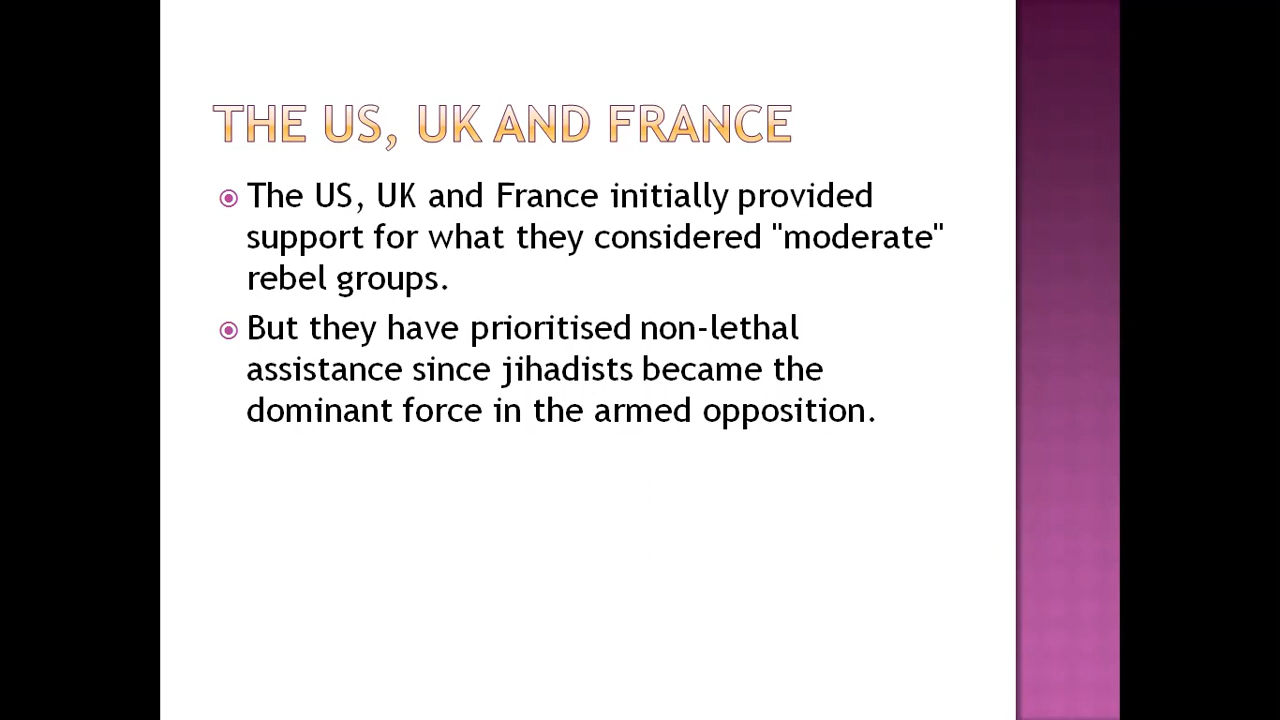 THE US, UK AND FRANCE
The US, UK and France initially provided
support for what they considered "moderate"
rebel groups.
But they have prioritised non-lethal
assistance since jihadists became the
dominant force in the armed opposition.